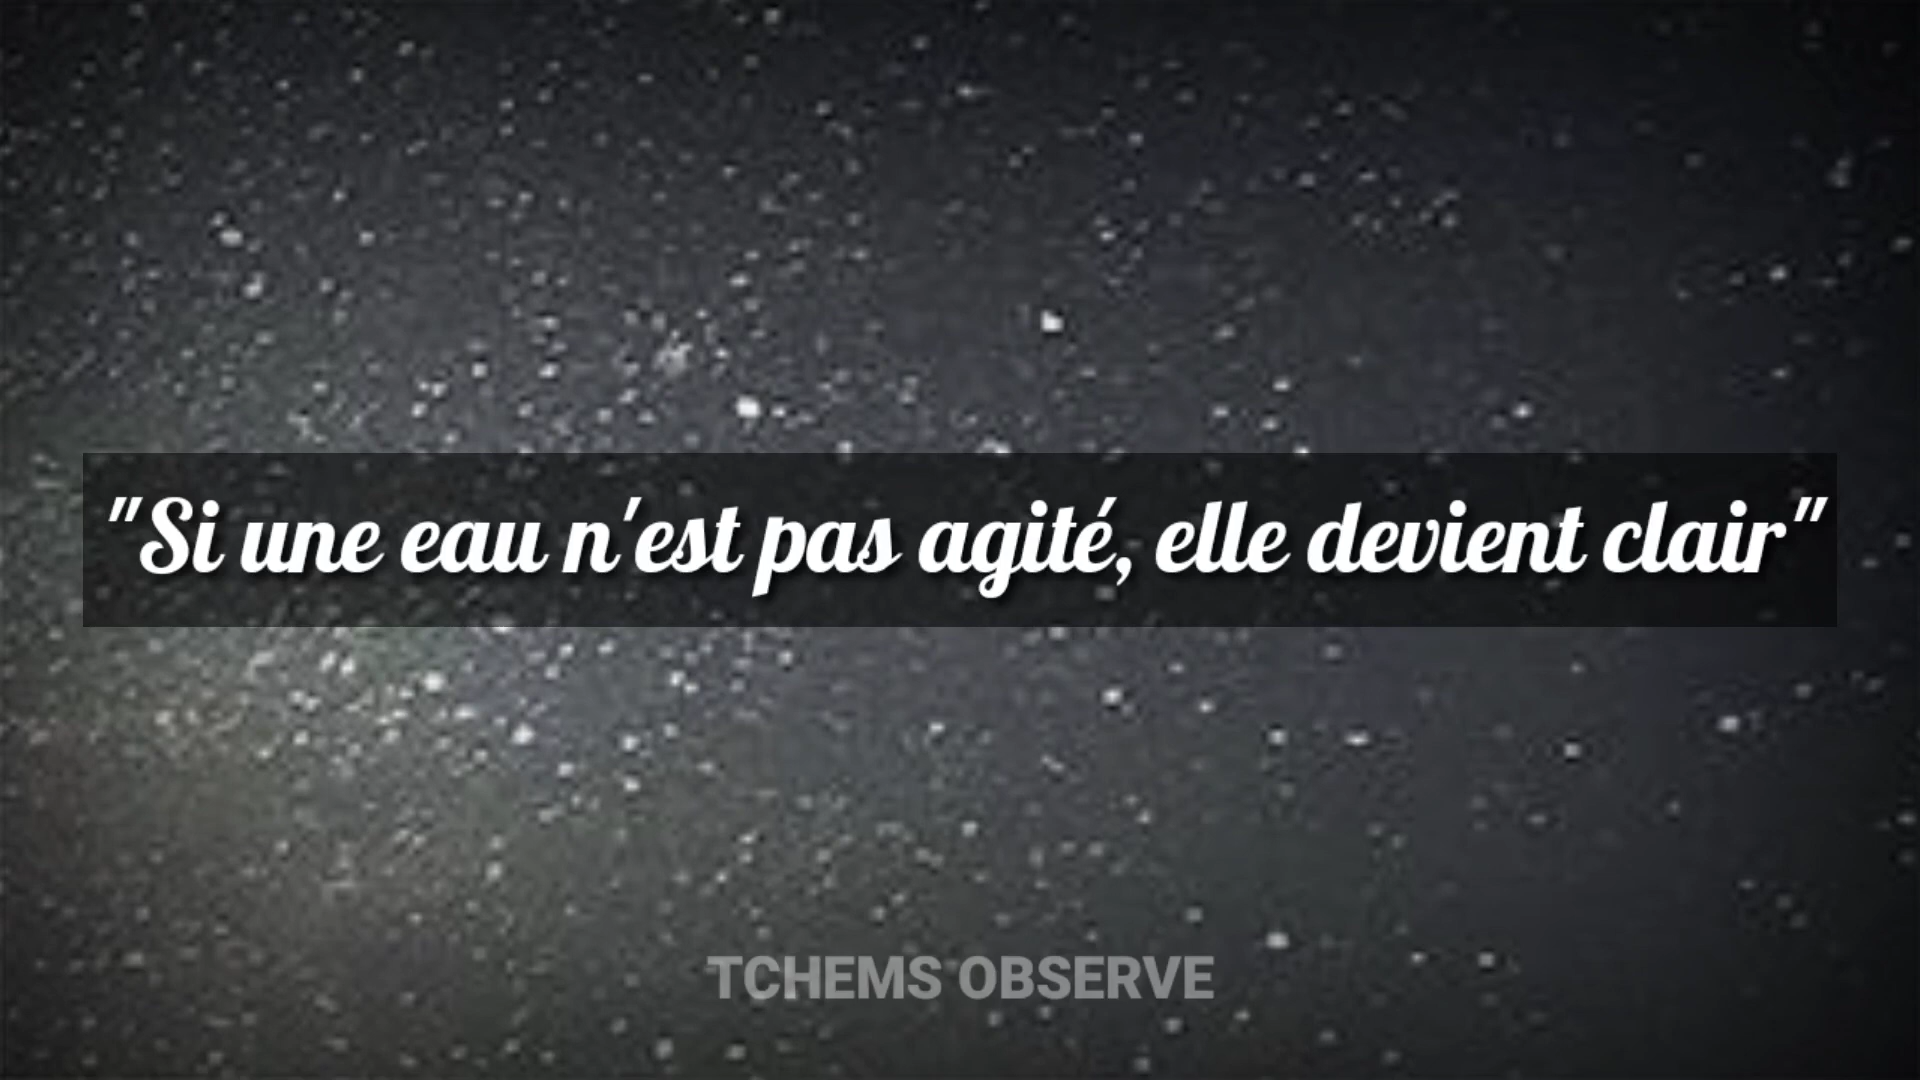 "Si une eau n'est pas agité, elle devient clair"
TCHEMS OBSERVE